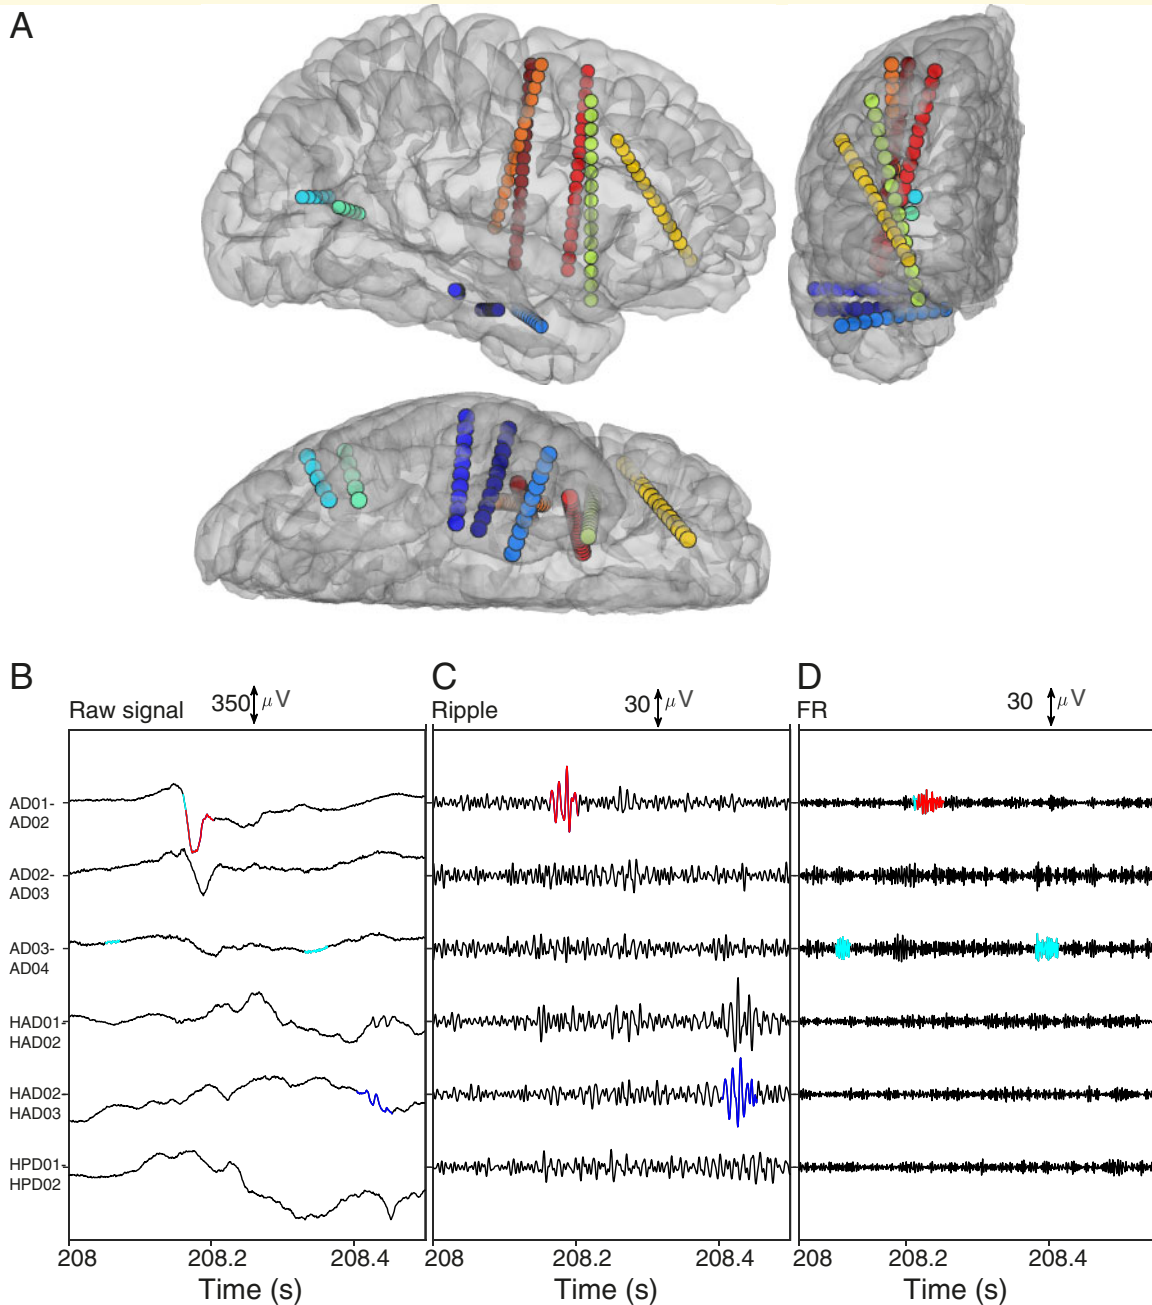 A
B
C
D
Raw signal
350 μV
Ripple
30 μV
FR
30 μV
AD01-
AD02
AD02-
AD03
AD03-
AD04
HAD01-
HAD02
HAD02-
HAD03
HPD01-
HPD02
208 208.2 208.4
208 208.2 208.4
208 208.2 208.4
Time (s)
Time (s)
Time (s)